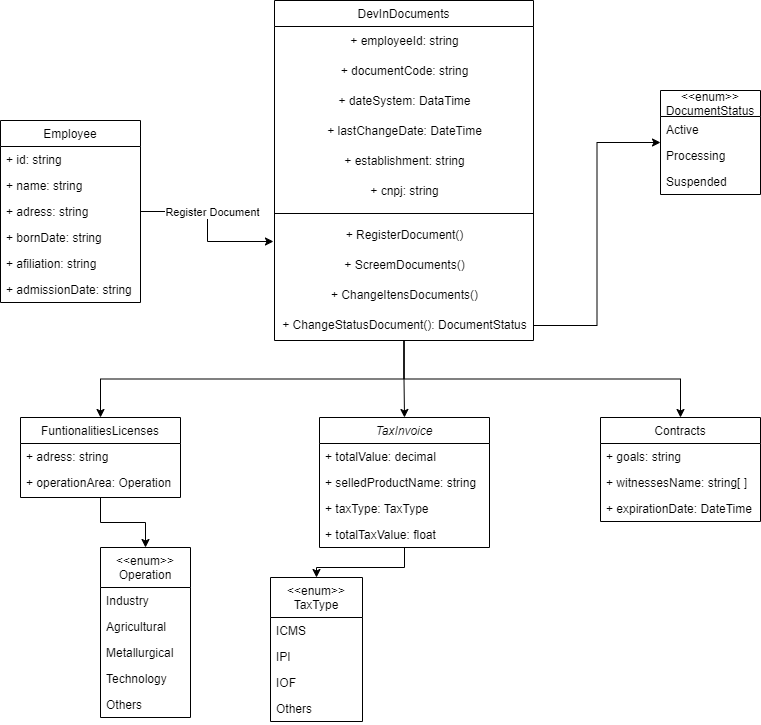 DevInDocuments
+ employeeId: string
+ documentCode: string
+ dateSystem: DataTime
+ lastChangeDate: DateTime
+ establishment: string
+ cnpj: string
+ RegisterDocument()
+ ScreemDocuments()
+ ChangeItensDocuments()
+ ChangeStatusDocument(): DocumentStatus
<<enum>>
DocumentStatus
Active
Processing
Suspended
Employee
+ id: string
+ name: string
+ adress: string
+ bornDate: string
+ afiliation: string
+ admissionDate: string
Register Document
FuntionalitiesLicenses
+ adress: string
+ operationArea: Operation
TaxInvoice
+ totalValue: decimal
+ selledProductName: string
+ taxType: TaxType
+ totalTaxValue: float
Contracts
+ goals: string
+ witnessesName: string[ ]
+ expirationDate: DateTime
<<enum>>
Operation
Industry
Agricultural
Metallurgical
Technology
Others
<<enum>>
TaxType
ICMS
IPI
IOF
Others